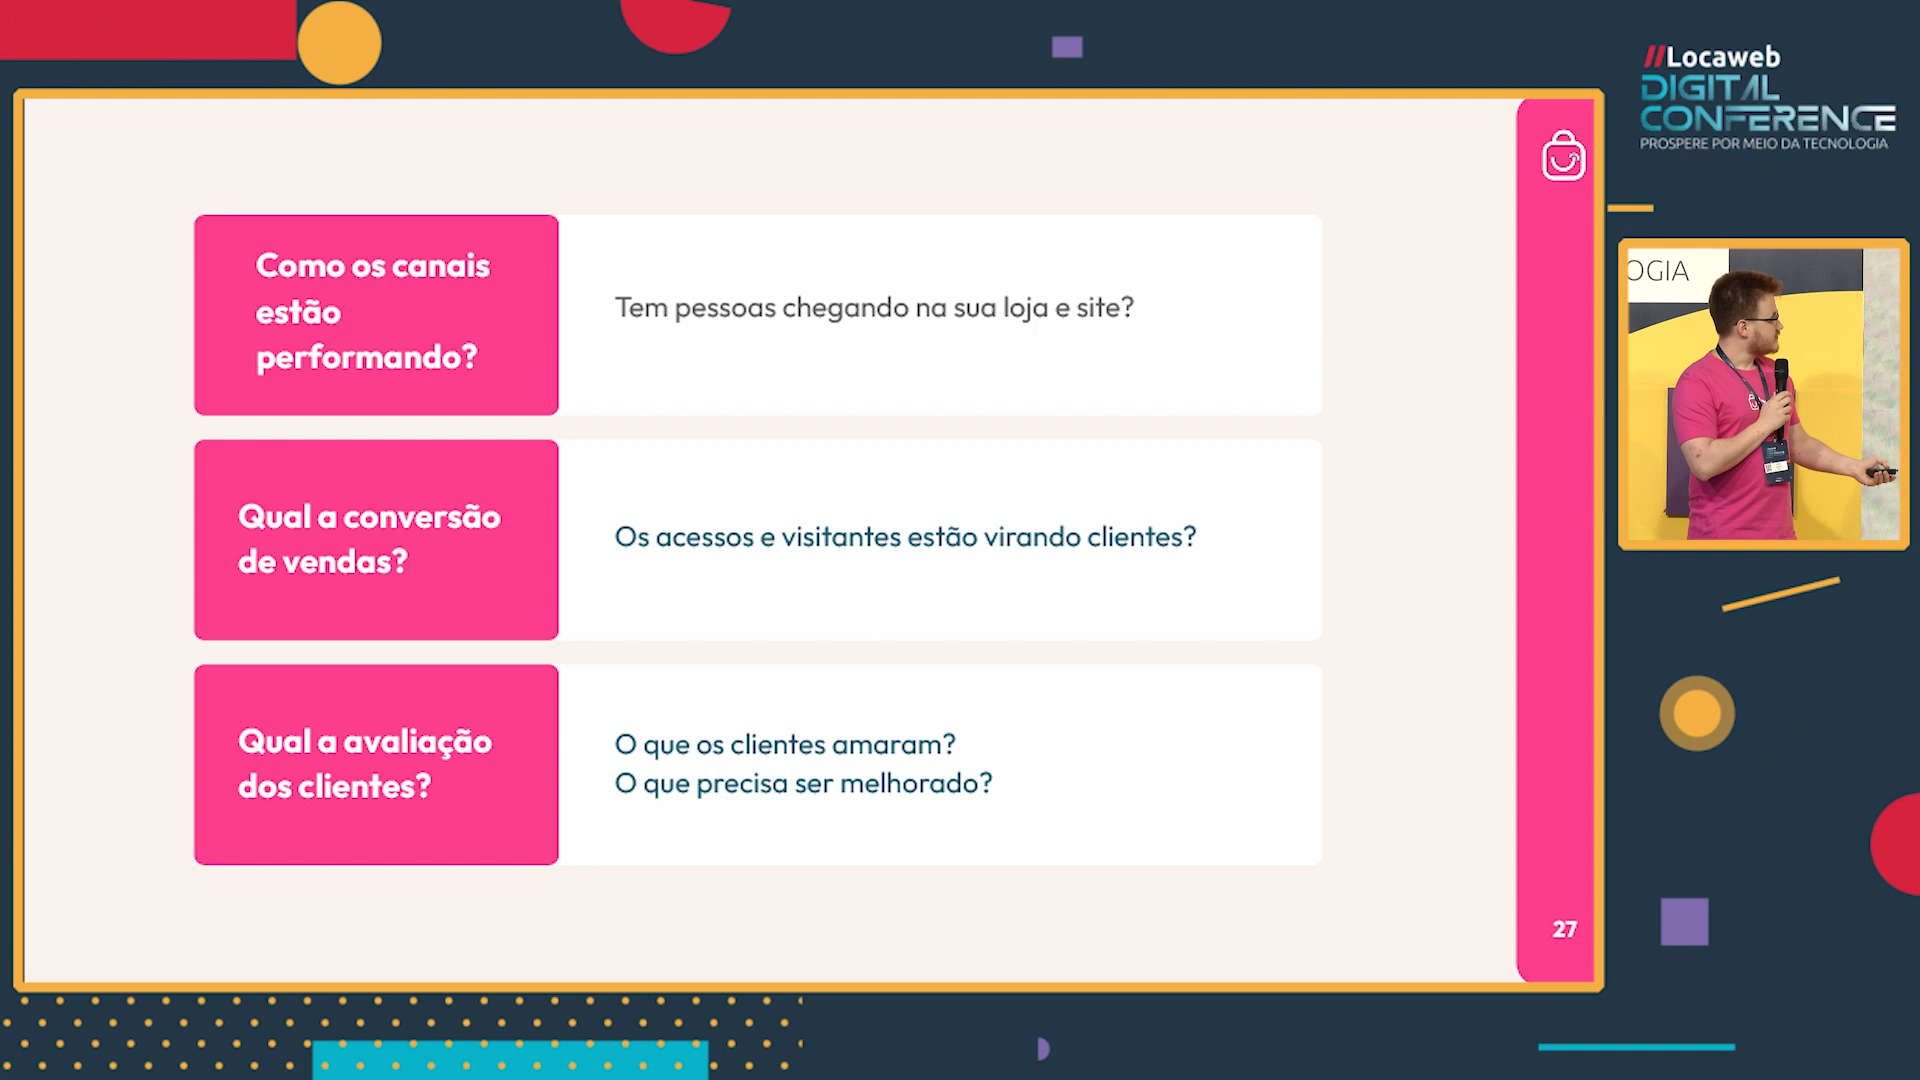 //Locaweb
DIGITAL
CONFERENCE
PROSPERE POR MEIO DA TECNOLOGIA
Como os canais
estão
performando?
Tem pessoas chegando na sua loja e site?
Qual a conversão
de vendas?
Os acessos e visitantes estão virando clientes?
Qual a avaliação
dos clientes?
O que os clientes amaram?
O que precisa ser melhorado?
27
OGIA